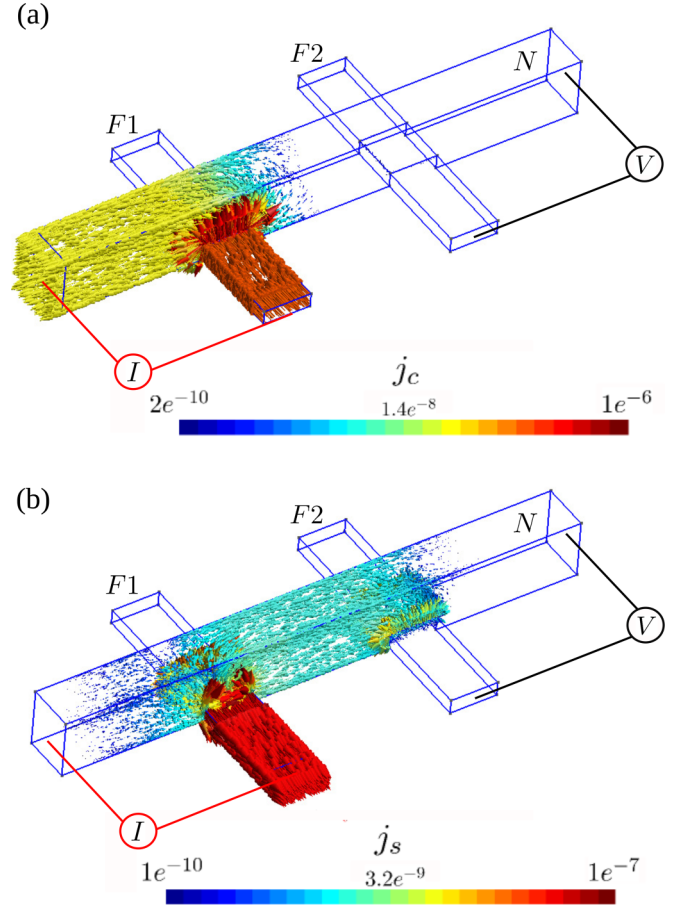 (a)
F2
N
F1
V
I
j_c
2e^{-10} 1.4e^{-8} 1e^{-6}
(b)
F2
N
F1
V
I
j_s
1e^{-10} 3.2e^{-9} 1e^{-7}